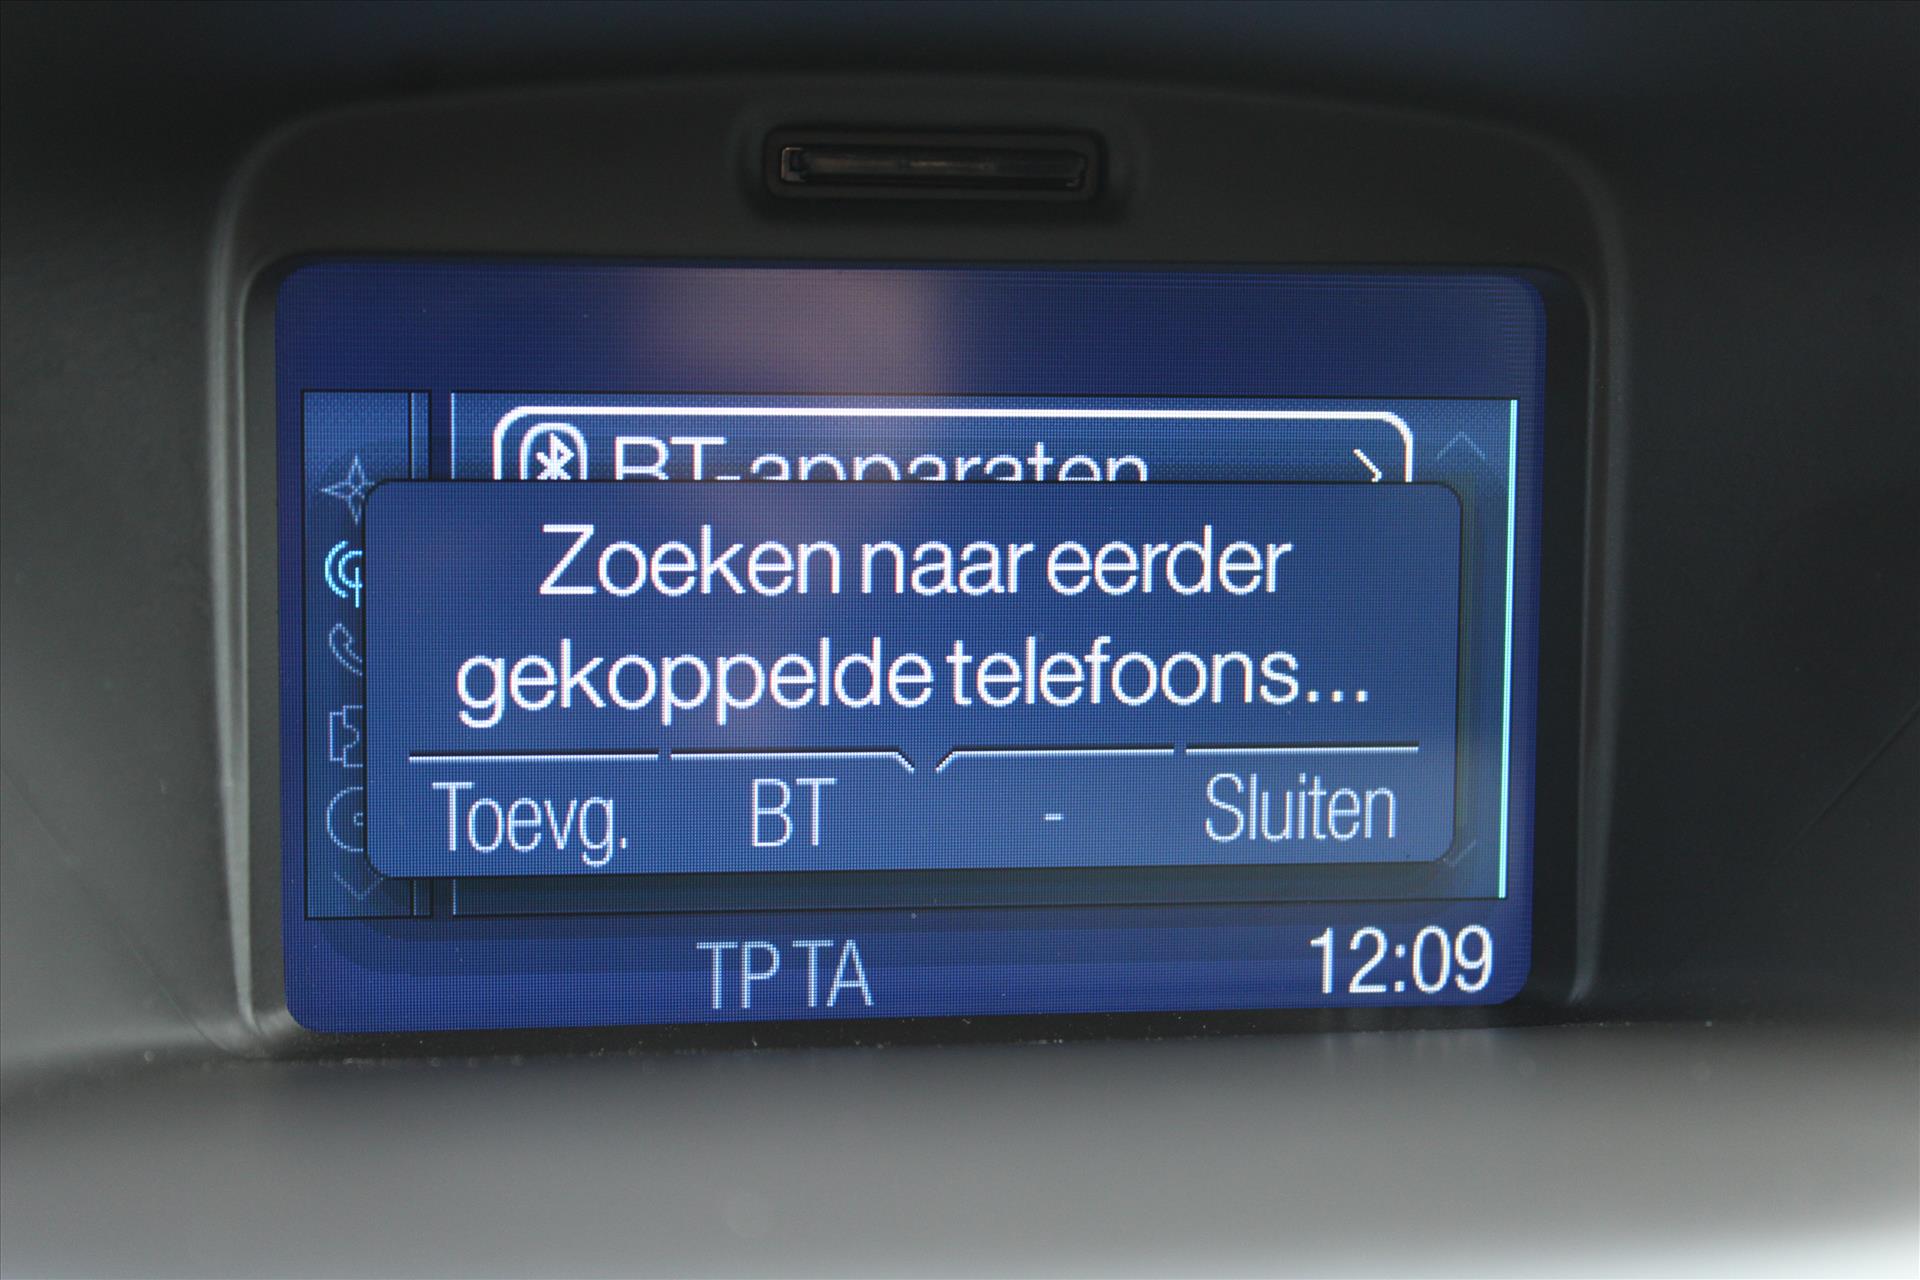 BT-apparaten
Zoeken naar eerder
gekoppelde telefoons...
Toevg. BT - Sluiten
TP TA 12:09